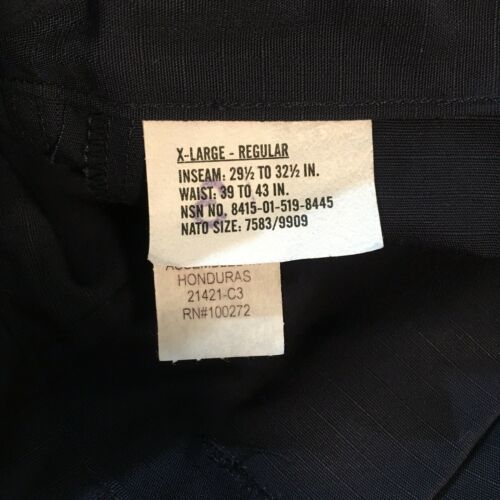 X-LARGE - REGULAR
INSEAM: 29½ TO 32½ IN.
WAIST: 39 TO 43 IN.
NSN NO. 8415-01-519-8445
NATO SIZE: 7583/9909
HONDURAS
21421-C3
RN#100272